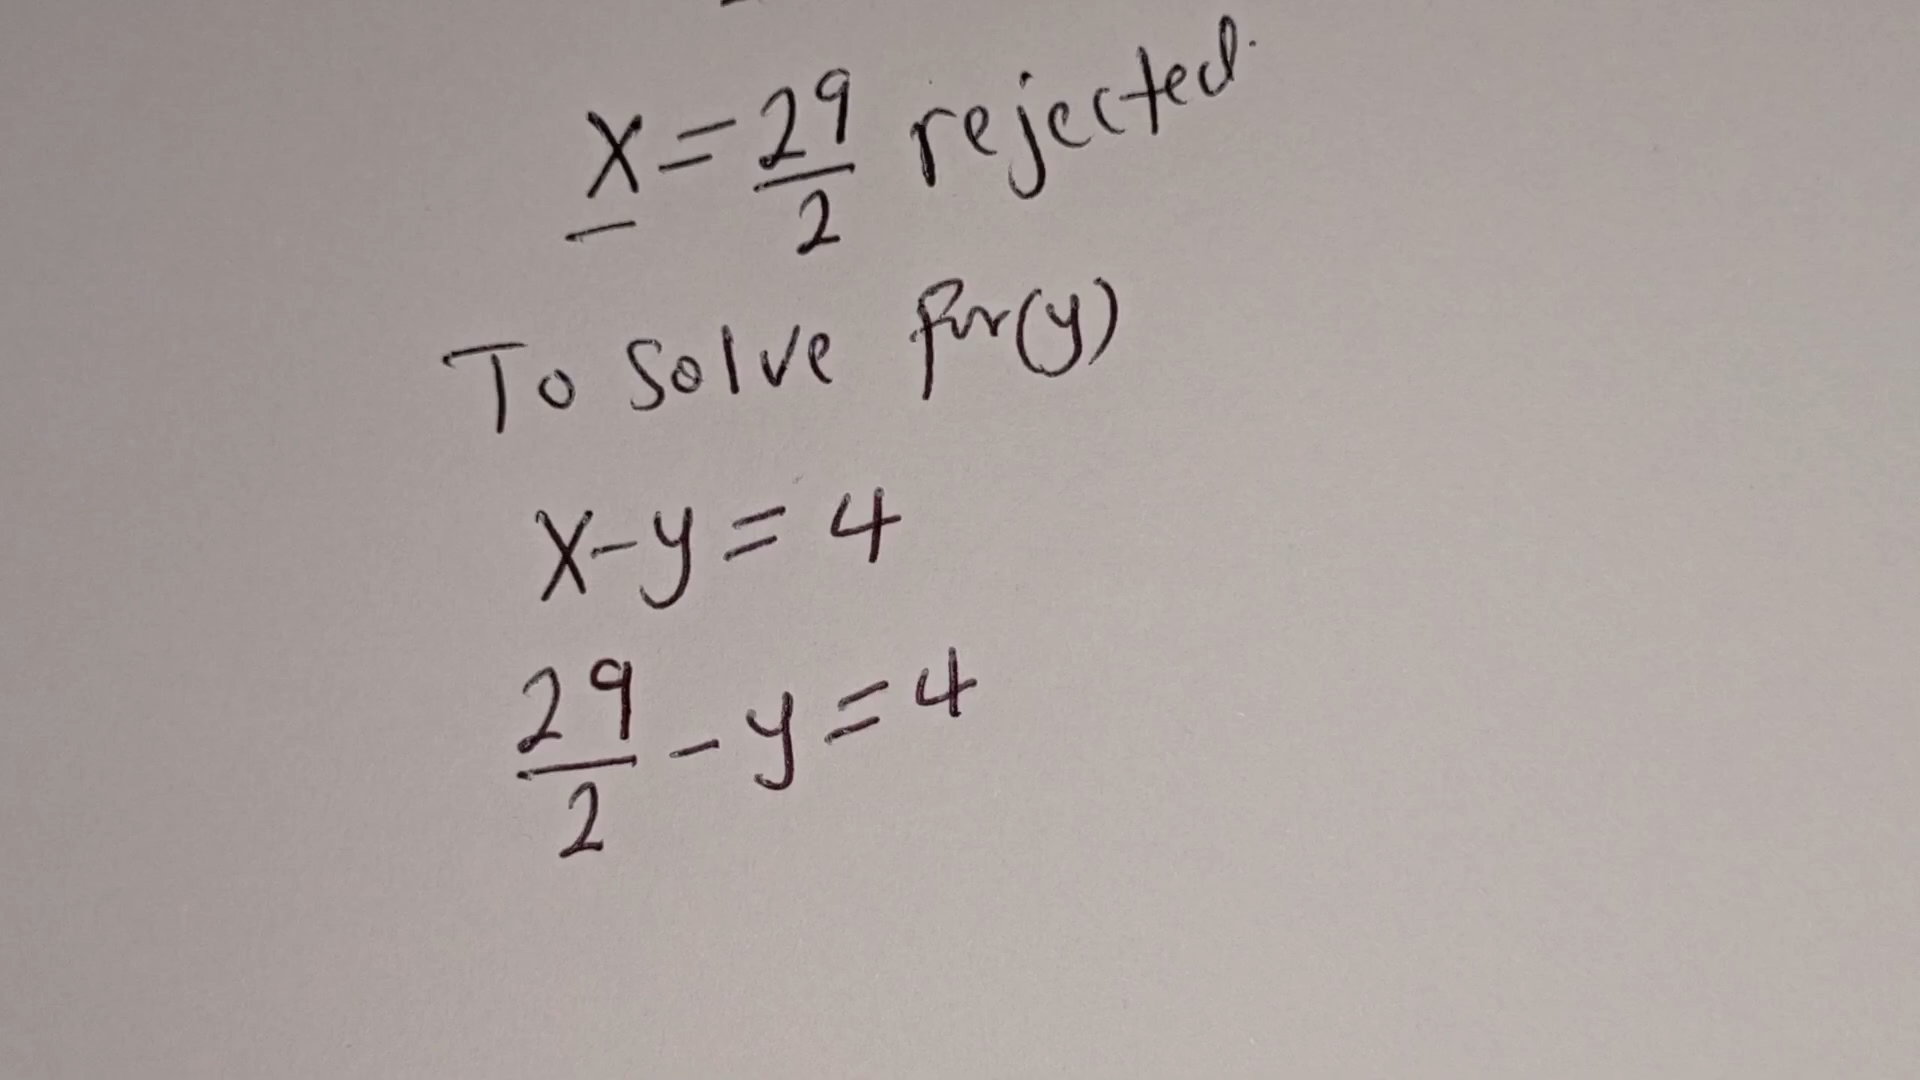 x = 29/2 rejected.
To solve for(y)
x-y = 4
29/2 - y = 4